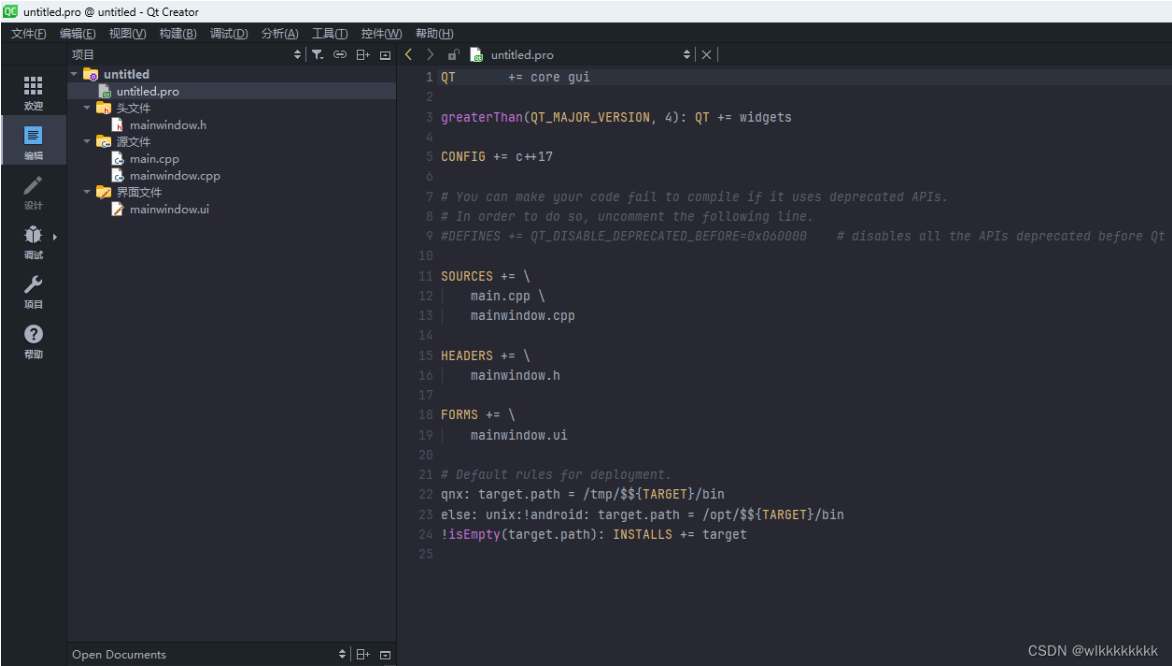 untitled.pro @ untitled - Qt Creator
文件(F) 编辑(E) 视图(V) 构建(B) 调试(D) 分析(A) 工具(T) 控件(W) 帮助(H)
项目
untitled.pro
欢迎
编辑
设计
调试
项目
帮助
untitled
untitled.pro
头文件
mainwindow.h
源文件
main.cpp
mainwindow.cpp
界面文件
mainwindow.ui
1 QT       += core gui
2
3 greaterThan(QT_MAJOR_VERSION, 4): QT += widgets
4
5 CONFIG += c++17
6
7 # You can make your code fail to compile if it uses deprecated APIs.
8 # In order to do so, uncomment the following line.
9 #DEFINES += QT_DISABLE_DEPRECATED_BEFORE=0x060000    # disables all the APIs deprecated before Qt
10
11 SOURCES += \
12     main.cpp \
13     mainwindow.cpp
14
15 HEADERS += \
16     mainwindow.h
17
18 FORMS += \
19     mainwindow.ui
20
21 # Default rules for deployment.
22 qnx: target.path = /tmp/$${TARGET}/bin
23 else: unix:!android: target.path = /opt/$${TARGET}/bin
24 !isEmpty(target.path): INSTALLS += target
25
Open Documents
CSDN @wlkkkkkkkk